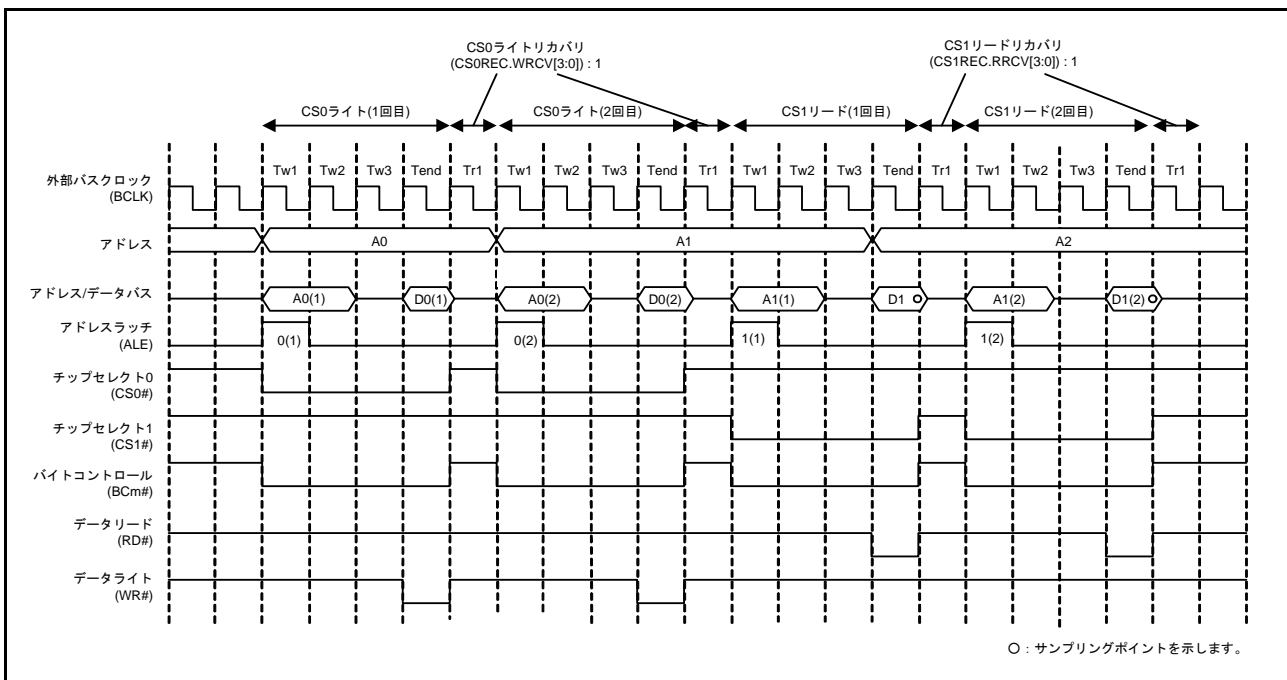 CS0ライトリカバリ
(CS0REC.WRCV[3:0]) : 1
CS1リードリカバリ
(CS1REC.RRCV[3:0]) : 1
CS0ライト(1回目)
CS0ライト(2回目)
CS1リード(1回目)
CS1リード(2回目)
Tw1 Tw2 Tw3 Tend Tr1 Tw1 Tw2 Tw3 Tend Tr1 Tw1 Tw2 Tw3 Tend Tr1 Tw1 Tw2 Tw3 Tend Tr1
外部バスクロック
(BCLK)
アドレス
A0 A1 A2
アドレス/データバス
A0(1) D0(1) A0(2) D0(2) A1(1) D1 A1(2) D1(2)
アドレスラッチ
(ALE)
0(1) 0(2) 1(1) 1(2)
チップセレクト0
(CS0#)
チップセレクト1
(CS1#)
バイトコントロール
(BCm#)
データリード
(RD#)
データライト
(WR#)
○ : サンプリングポイントを示します。